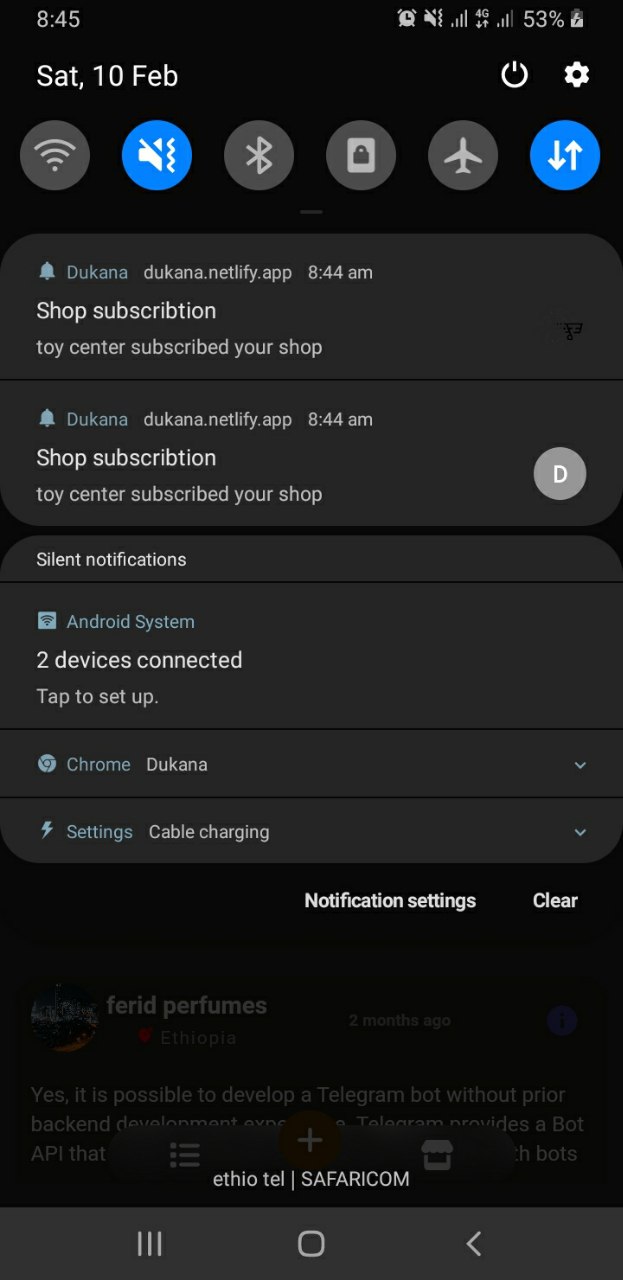 8:45
4G
53%
Sat, 10 Feb
Dukana dukana.netlify.app 8:44 am
Shop subscribtion
toy center subscribed your shop
Dukana dukana.netlify.app 8:44 am
Shop subscribtion
D
toy center subscribed your shop
Silent notifications
Android System
2 devices connected
Tap to set up.
Chrome Dukana
Settings Cable charging
Notification settings Clear
ferid perfumes
2 months ago
Ethiopia
Yes, it is possible to develop a Telegram bot without prior
backend development Telegram provides a Bot
API that bots
ethio tel | SAFARICOM